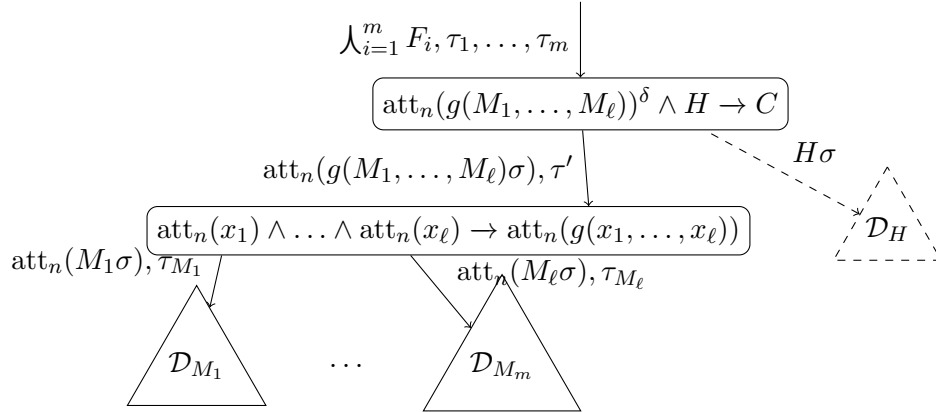 ⋏_{i=1}^{m} F_i, τ_1, …, τ_m
att_n(g(M_1, …, M_ℓ))^δ ∧ H → C
att_n(g(M_1, …, M_ℓ)σ), τ′
Hσ
att_n(x_1) ∧ … ∧ att_n(x_ℓ) → att_n(g(x_1, …, x_ℓ))
D_H
att_n(M_1σ), τ_{M_1}
att_n(M_ℓσ), τ_{M_ℓ}
D_{M_1}
…
D_{M_m}